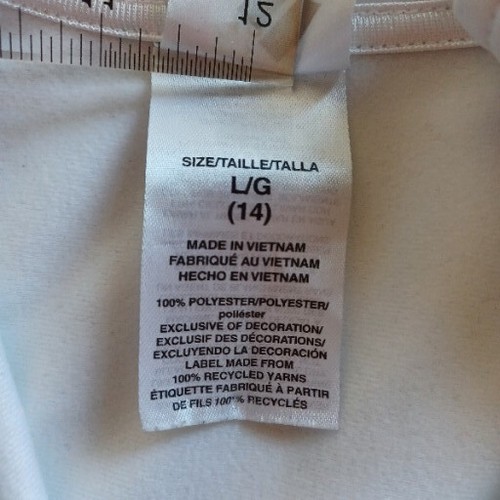 12
SIZE/TAILLE/TALLA
L/G
(14)
MADE IN VIETNAM
FABRIQUÉ AU VIETNAM
HECHO EN VIETNAM
100% POLYESTER/POLYESTER/
poliéster
EXCLUSIVE OF DECORATION/
EXCLUSIF DES DÉCORATIONS/
EXCLUYENDO LA DECORACIÓN
LABEL MADE FROM
100% RECYCLED YARNS
ÉTIQUETTE FABRIQUÉ À PARTIR
DE FILS 100% RECYCLÉS